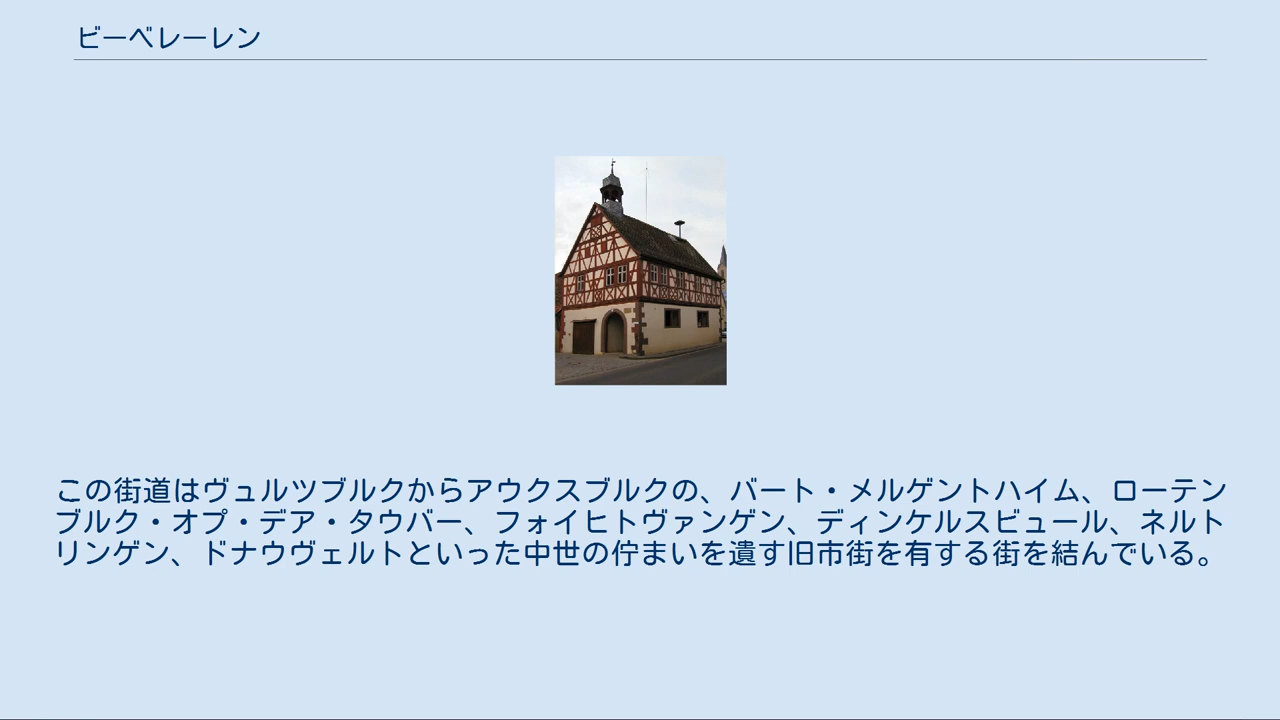 ビーベレーレン
この街道はヴュルツブルクからアウクスブルクの、バート・メルゲントハイム、ローテン
ブルク・オプ・デア・タウバー、フォイヒトヴァンゲン、ディンケルスビュール、ネルト
リンゲン、ドナウヴェルトといった中世の佇まいを遺す旧市街を有する街を結んでいる。